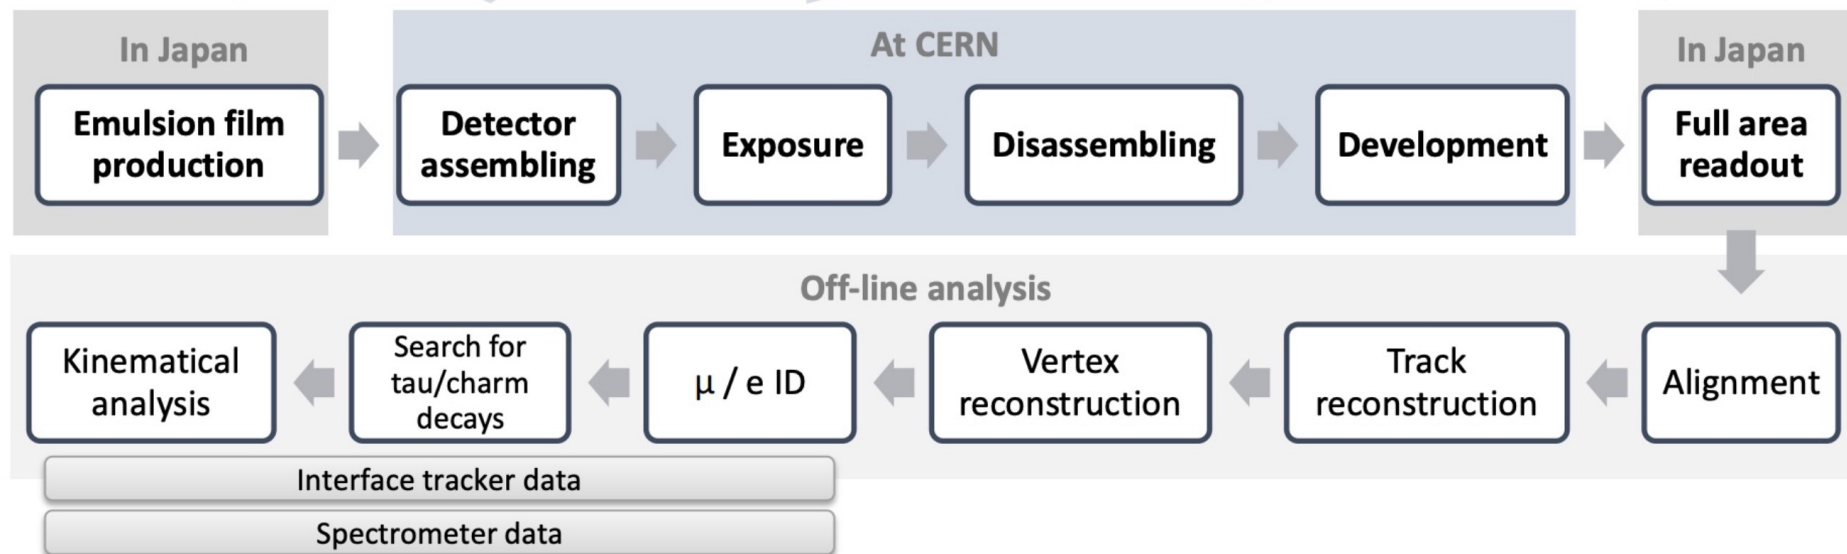 In Japan
At CERN
In Japan
Emulsion film
production
Detector
assembling
Exposure
Disassembling
Development
Full area
readout
Off-line analysis
Kinematical
analysis
Search for
tau/charm
decays
μ / e ID
Vertex
reconstruction
Track
reconstruction
Alignment
Interface tracker data
Spectrometer data